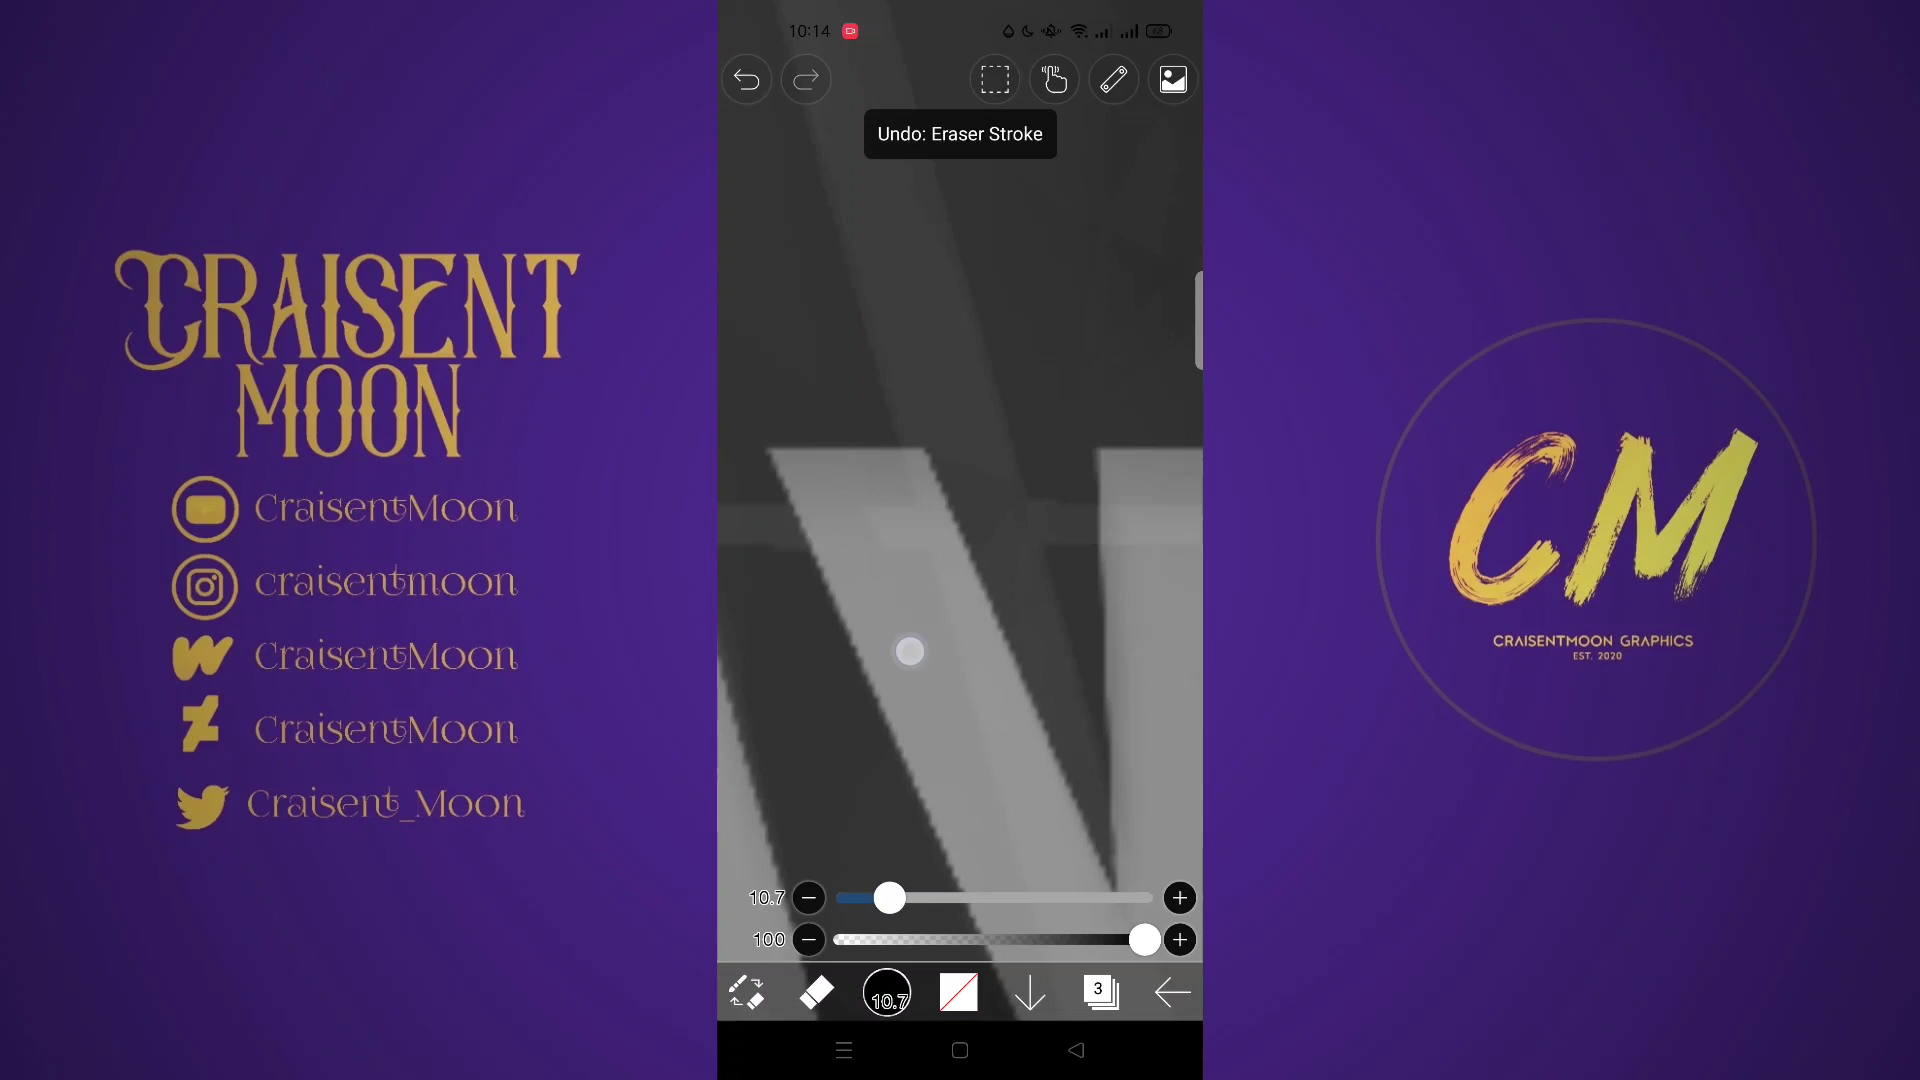 CRAISENT
MOON
CraisentMoon
craisentmoon
CraisentMoon
CraisentMoon
Craisent_Moon
10:14
68
Undo: Eraser Stroke
10.7
100
10.7
3
CM
CRAISENTMOON GRAPHICS
EST. 2020